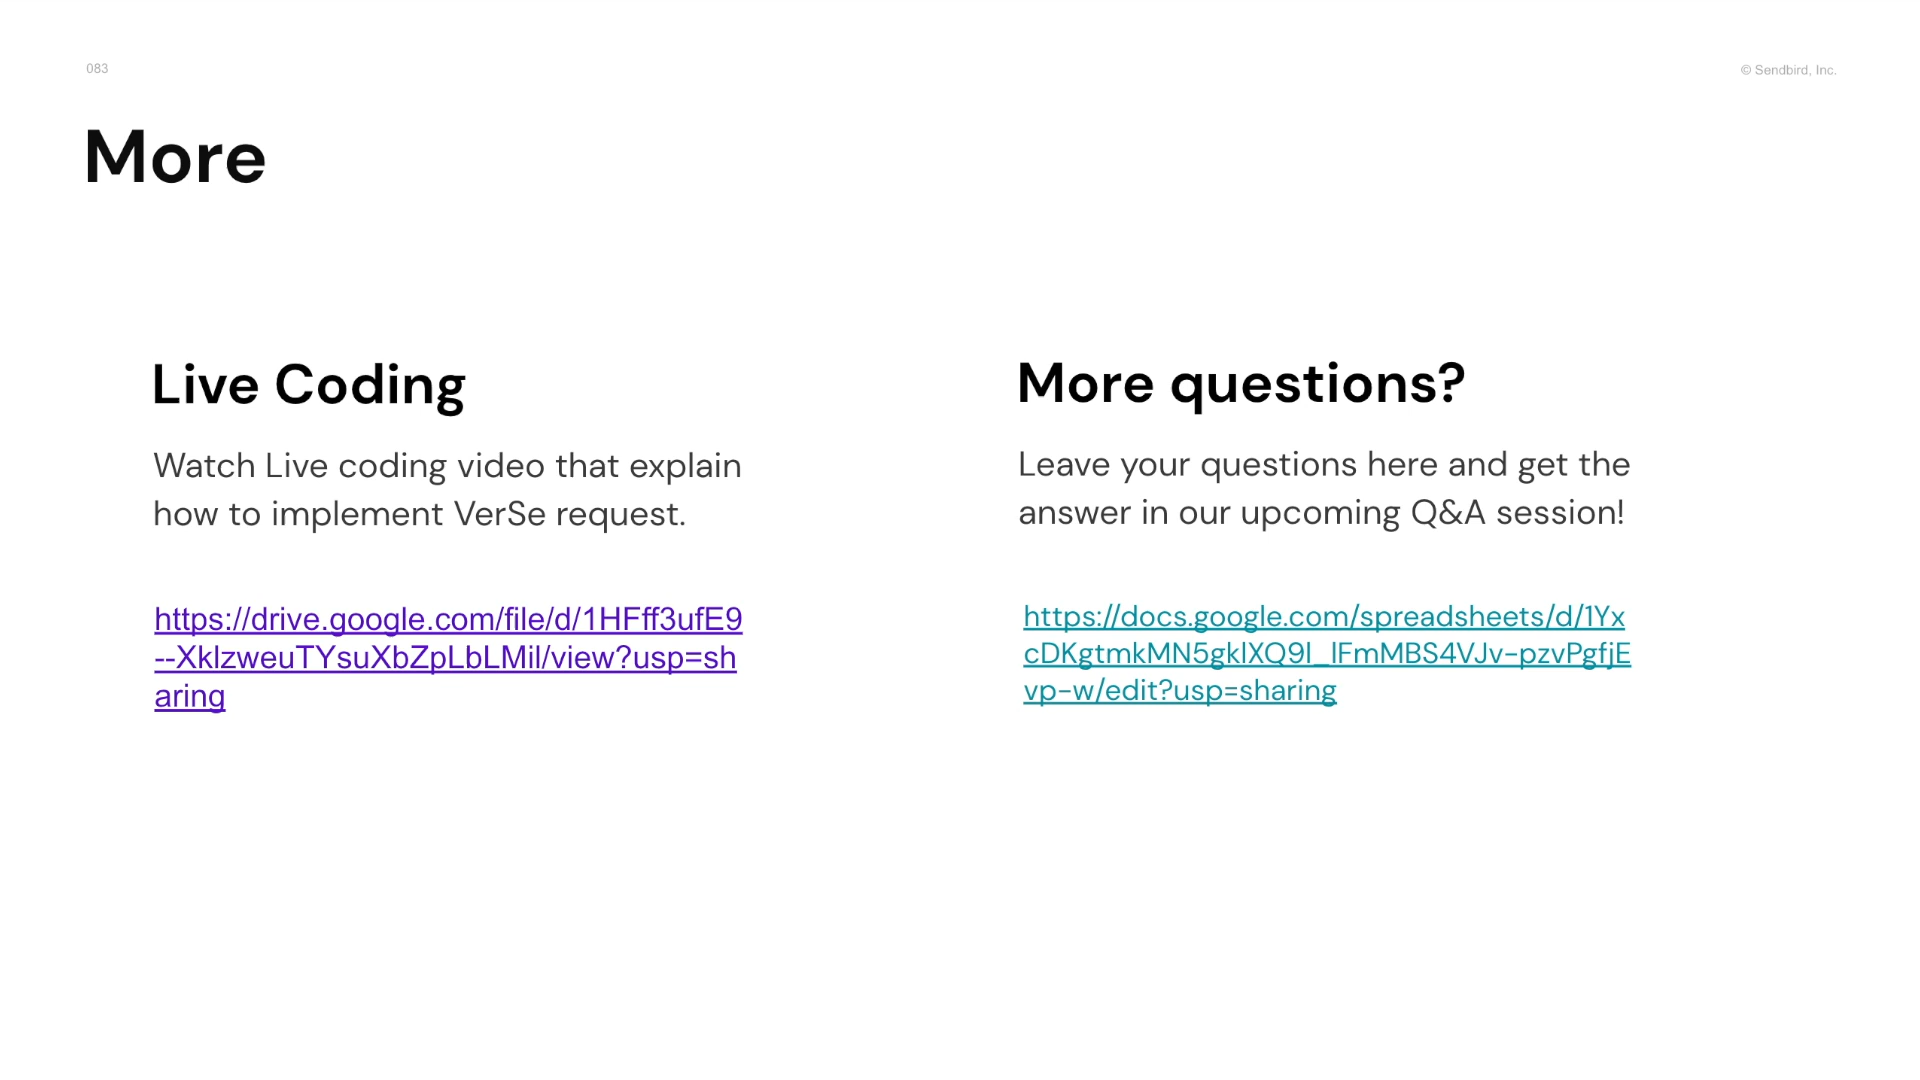 083
© Sendbird, Inc.
More
Live Coding
Watch Live coding video that explain
how to implement VerSe request.
https://drive.google.com/file/d/1HFff3ufE9
--XklzweuTYsuXbZpLbLMil/view?usp=sh
aring
More questions?
Leave your questions here and get the
answer in our upcoming Q&A session!
https://docs.google.com/spreadsheets/d/1Yx
cDKgtmkMN5gklXQ9l_lFmMBS4VJv-pzvPgfjE
vp-w/edit?usp=sharing